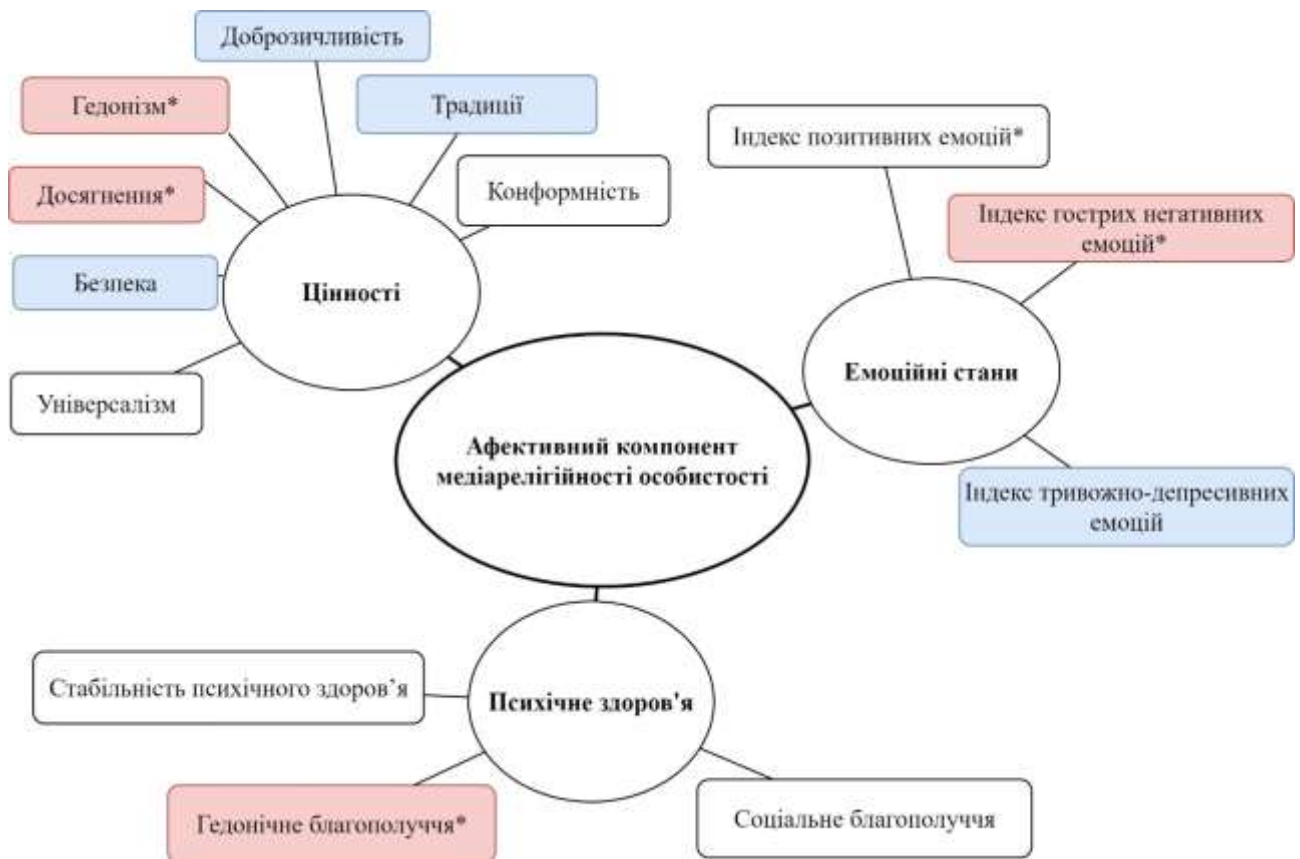 Доброзичливість
Гедонізм*
Традиції
Досягнення*
Конформність
Безпека
Цінності
Універсалізм
Індекс позитивних емоцій*
Індекс гострих негативних
емоцій*
Емоційні стани
Індекс тривожно-депресивних
емоцій
Афективний компонент
медіарелігійності особистості
Стабільність психічного здоров’я
Психічне здоров'я
Гедонічне благополуччя*
Соціальне благополуччя